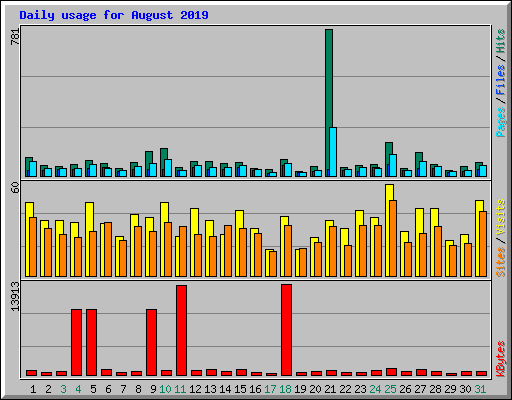 Daily usage for August 2019
781
Pages / Files / Hits
60
Sites / Visits
13913
KBytes
1 2 3 4 5 6 7 8 9 10 11 12 13 14 15 16 17 18 19 20 21 22 23 24 25 26 27 28 29 30 31